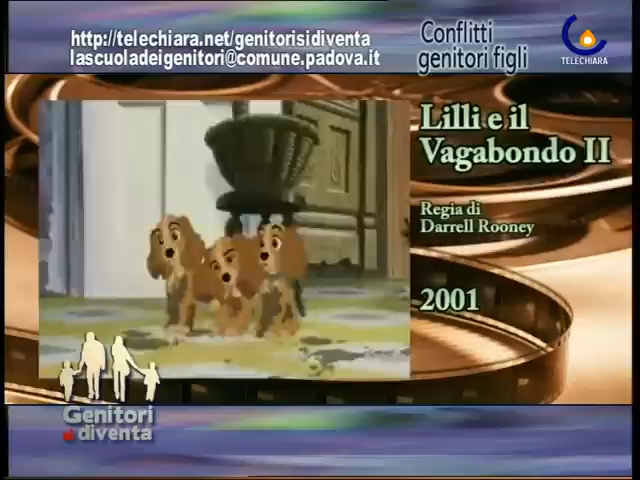 http://telechiara.net/genitorisidiventa
lascuoladeigenitori@comune.padova.it
Conflitti
genitori figli
TELECHIARA
Lilli e il
Vagabondo II
Regia di
Darrell Rooney
2001
Genitori
si diventa